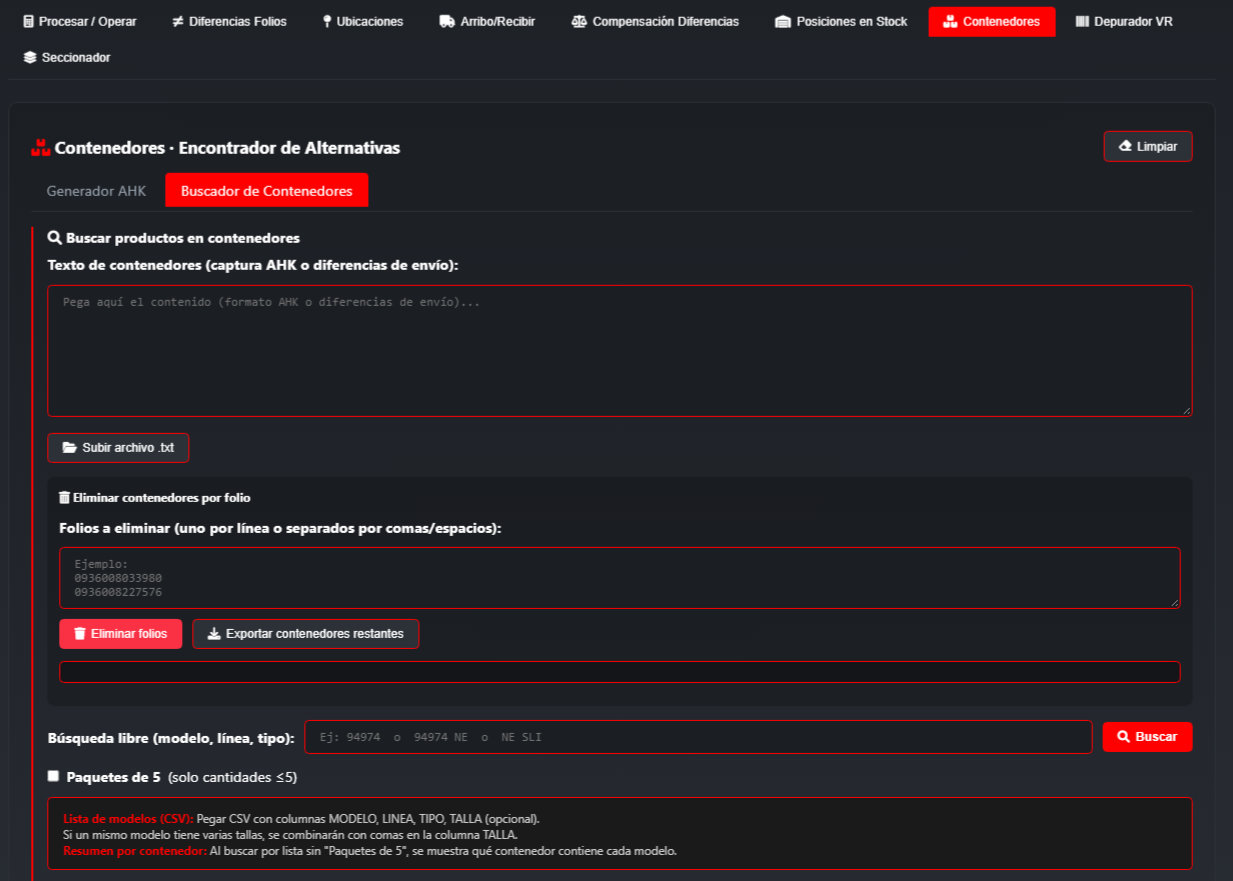 Procesar / Operar
Diferencias Folios
Ubicaciones
Arribo/Recibir
Compensación Diferencias
Posiciones en Stock
Contenedores
Depurador VR
Seccionador
Contenedores · Encontrador de Alternativas
Limpiar
Generador AHK
Buscador de Contenedores
Buscar productos en contenedores
Texto de contenedores (captura AHK o diferencias de envío):
Pega aquí el contenido (formato AHK o diferencias de envío)...
Subir archivo .txt
Eliminar contenedores por folio
Folios a eliminar (uno por línea o separados por comas/espacios):
Ejemplo:
0936008033980
0936008227576
Eliminar folios
Exportar contenedores restantes
Búsqueda libre (modelo, línea, tipo):
Ej: 94974 o 94974 NE o NE SLI
Buscar
Paquetes de 5 (solo cantidades ≤5)
Lista de modelos (CSV): Pegar CSV con columnas MODELO, LINEA, TIPO, TALLA (opcional).
Si un mismo modelo tiene varias tallas, se combinarán con comas en la columna TALLA.
Resumen por contenedor: Al buscar por lista sin "Paquetes de 5", se muestra qué contenedor contiene cada modelo.